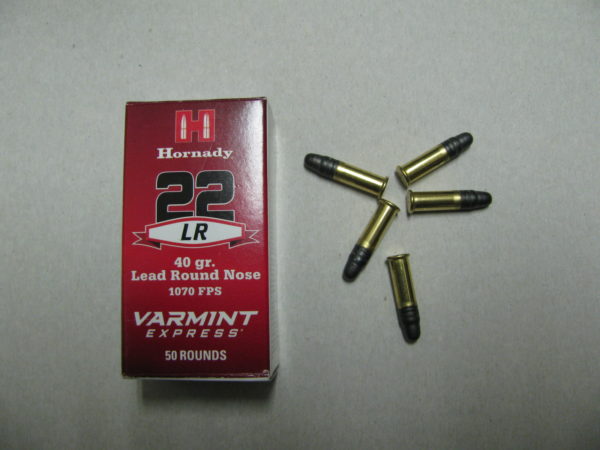 H
Hornady
22
LR
40 gr.
Lead Round Nose
1070 FPS
VARMINT
EXPRESS®
50 ROUNDS